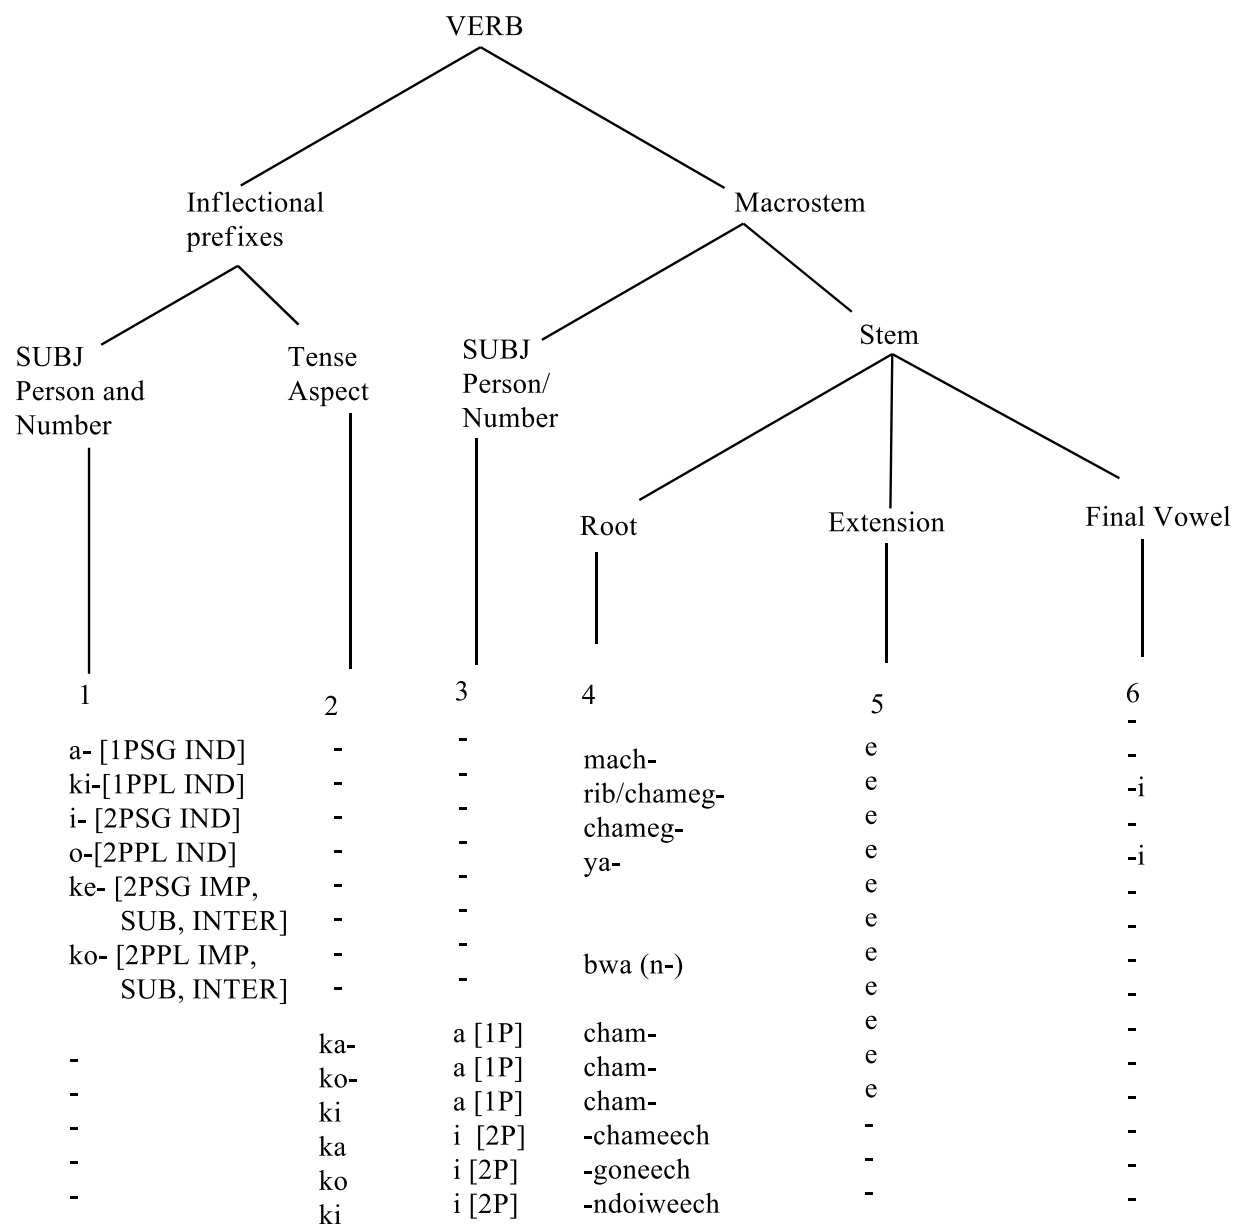 VERB
Inflectional
prefixes
Macrostem
SUBJ
Person and
Number
Tense
Aspect
SUBJ
Person/
Number
Stem
Root
Extension
Final Vowel
1 2 3 4 5 6
-
a- [1PSG IND] - - mach- e -
ki-[1PPL IND] - - rib/chameg- e -i
i- [2PSG IND] - - chameg- e -
o-[2PPL IND] - - ya- e -i
ke- [2PSG IMP, - - e -
SUB, INTER] - - e -
ko- [2PPL IMP, - bwa (n-) e -
SUB, INTER] - - e -
ka- a [1P] cham- e -
- ko- a [1P] cham- e -
- ki a [1P] cham- e -
- ka i [2P] -chameech - -
- ko i [2P] -goneech - -
- ki i [2P] -ndoiweech - -